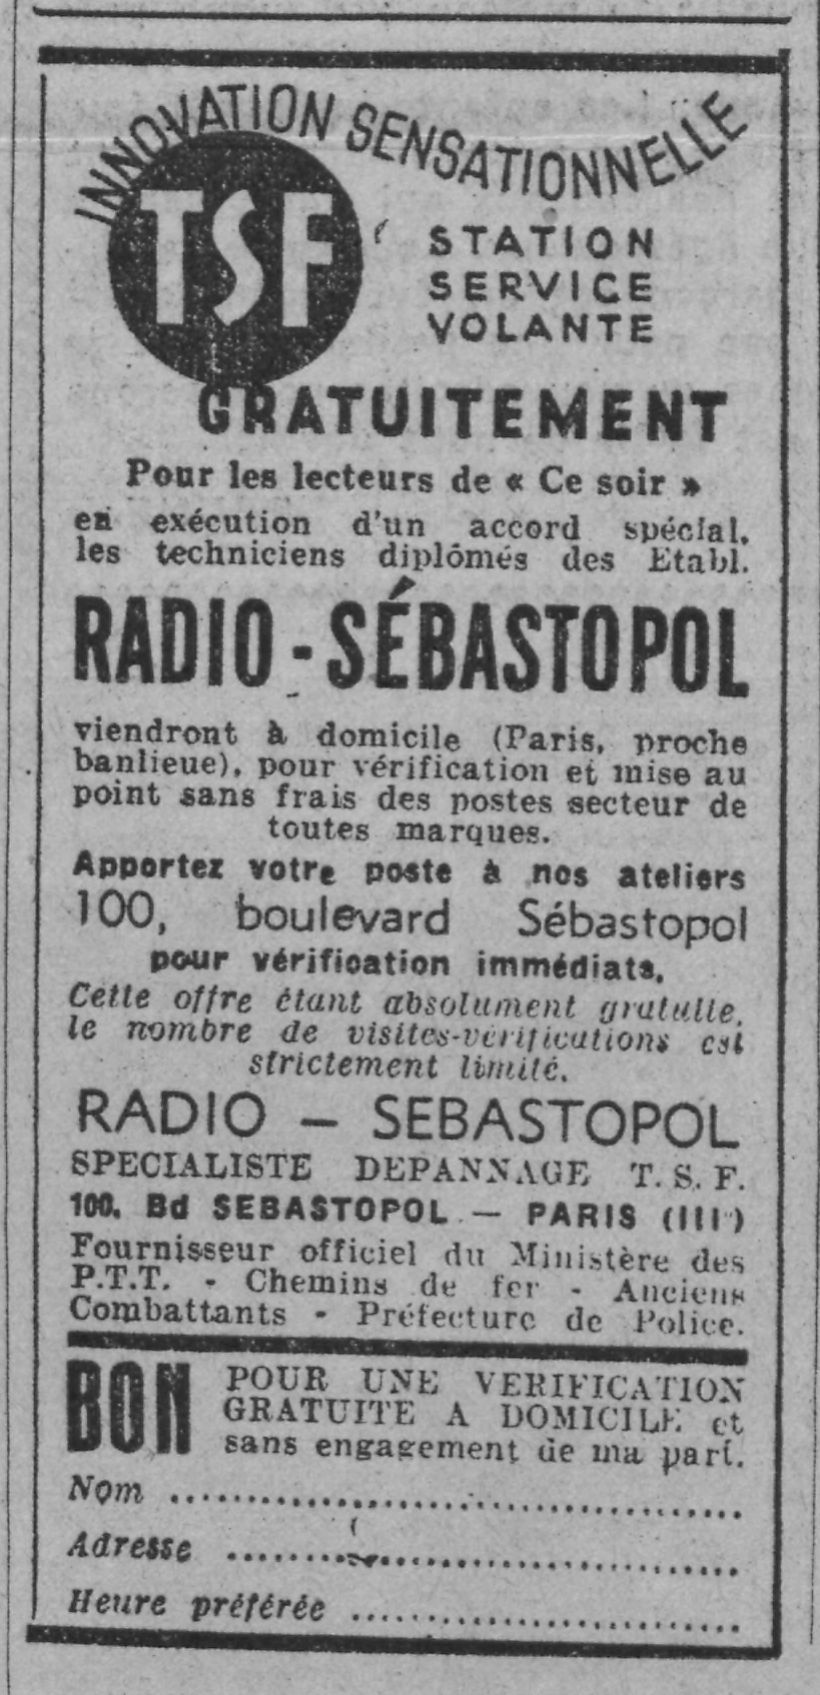 INNOVATION SENSATIONNELLE
TSF
STATION
SERVICE
VOLANTE
GRATUITEMENT
Pour les lecteurs de « Ce soir »
en exécution d'un accord spécial,
les techniciens diplômés des Etabl.
RADIO-SÉBASTOPOL
viendront à domicile (Paris, proche
banlieue), pour vérification et mise au
point sans frais des postes secteur de
toutes marques.
Apportez votre poste à nos ateliers
100, boulevard Sébastopol
pour vérification immédiate.
Cette offre étant absolument gratuite,
le nombre de visites-vérifications est
strictement limité.
RADIO — SEBASTOPOL
SPECIALISTE DEPANNAGE T. S. F.
100, Bd SEBASTOPOL — PARIS (IIIᵉ)
Fournisseur officiel du Ministère des
P.T.T. - Chemins de fer - Anciens
Combattants - Préfecture de Police.
BON POUR UNE VERIFICATION
GRATUITE A DOMICILE et
sans engagement de ma part.
Nom ........................................
Adresse ....................................
Heure préférée .............................